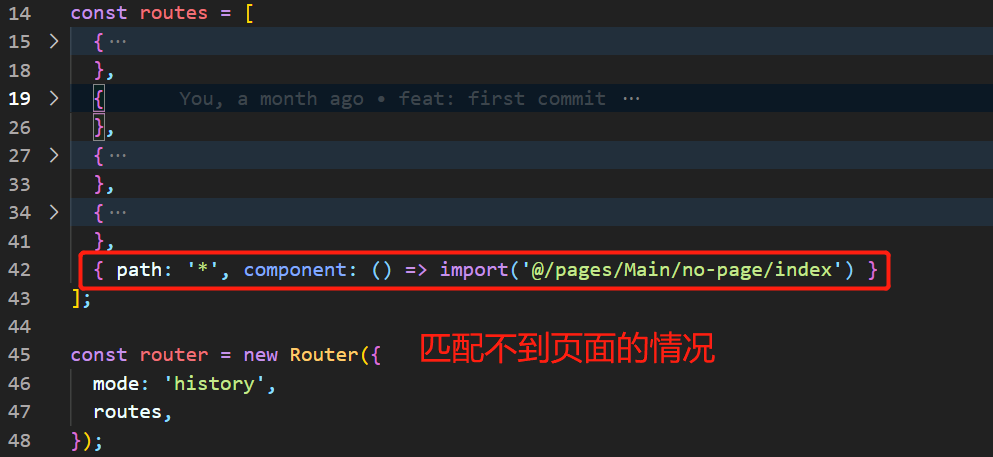 14 const routes = [
15 > { ···
18 },
19 > { You, a month ago • feat: first commit ···
26 },
27 > { ···
33 },
34 > { ···
41 },
42 { path: '*', component: () => import('@/pages/Main/no-page/index') }
43 ];
44
45 const router = new Router({ 匹配不到页面的情况
46 mode: 'history',
47 routes,
48 });